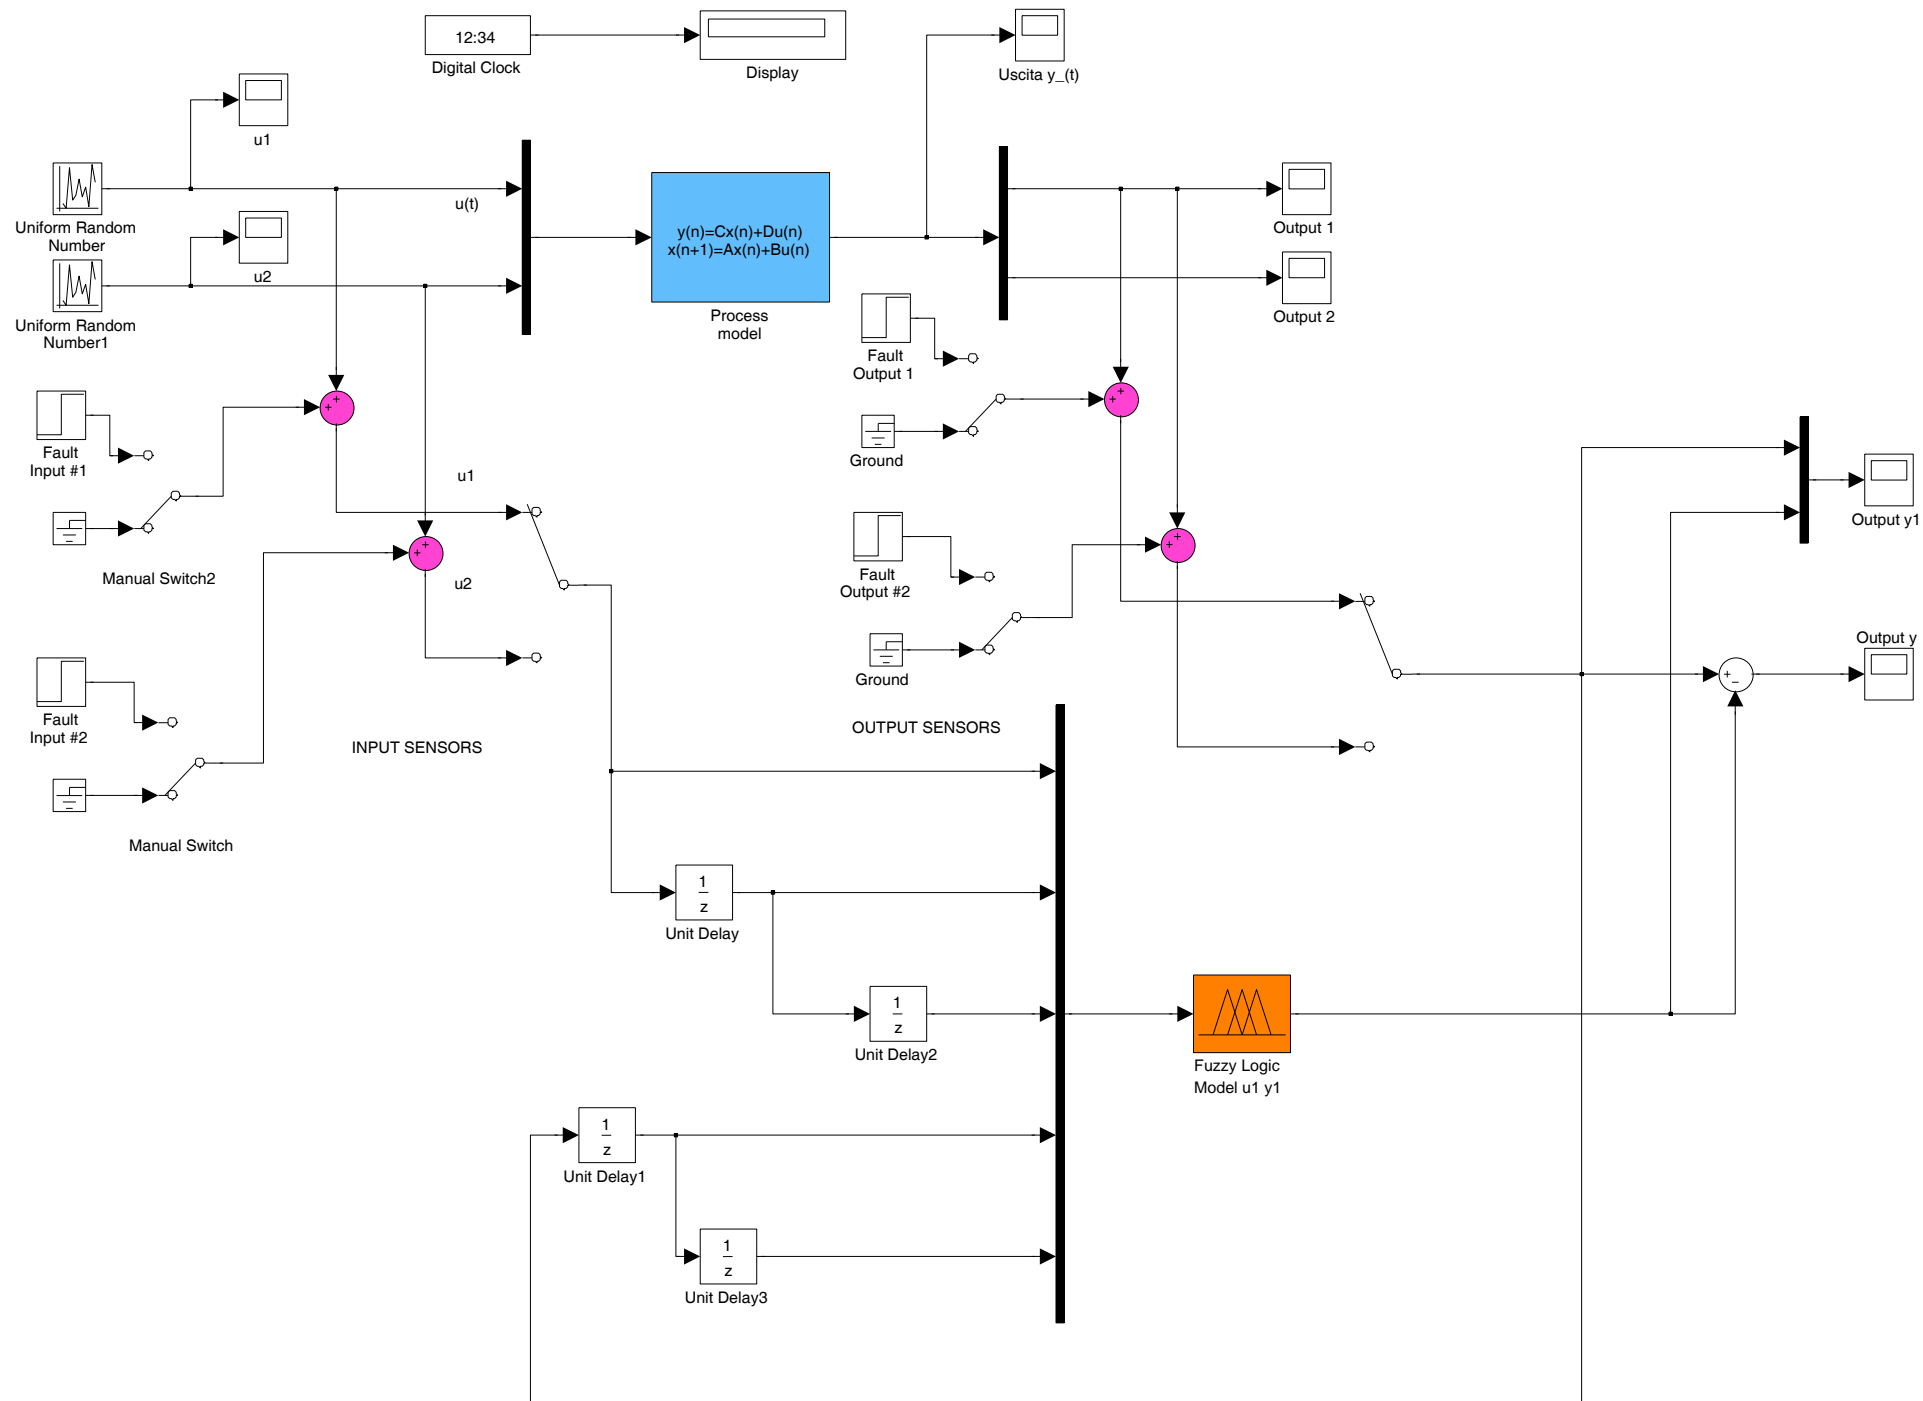 12:34
Digital Clock
Display
Uscita y_(t)
u1
Uniform Random
Number
u(t)
u2
Uniform Random
Number1
y(n)=Cx(n)+Du(n)
x(n+1)=Ax(n)+Bu(n)
Process
model
Output 1
Output 2
Fault
Output 1
Ground
Fault
Input #1
Manual Switch2
u1
u2
Fault
Output #2
Ground
Output y1
Output y
Fault
Input #2
Manual Switch
INPUT SENSORS
OUTPUT SENSORS
1
z
Unit Delay
1
z
Unit Delay2
Fuzzy Logic
Model u1 y1
1
z
Unit Delay1
1
z
Unit Delay3
+
+
+
+
+
+
+
+
+
−